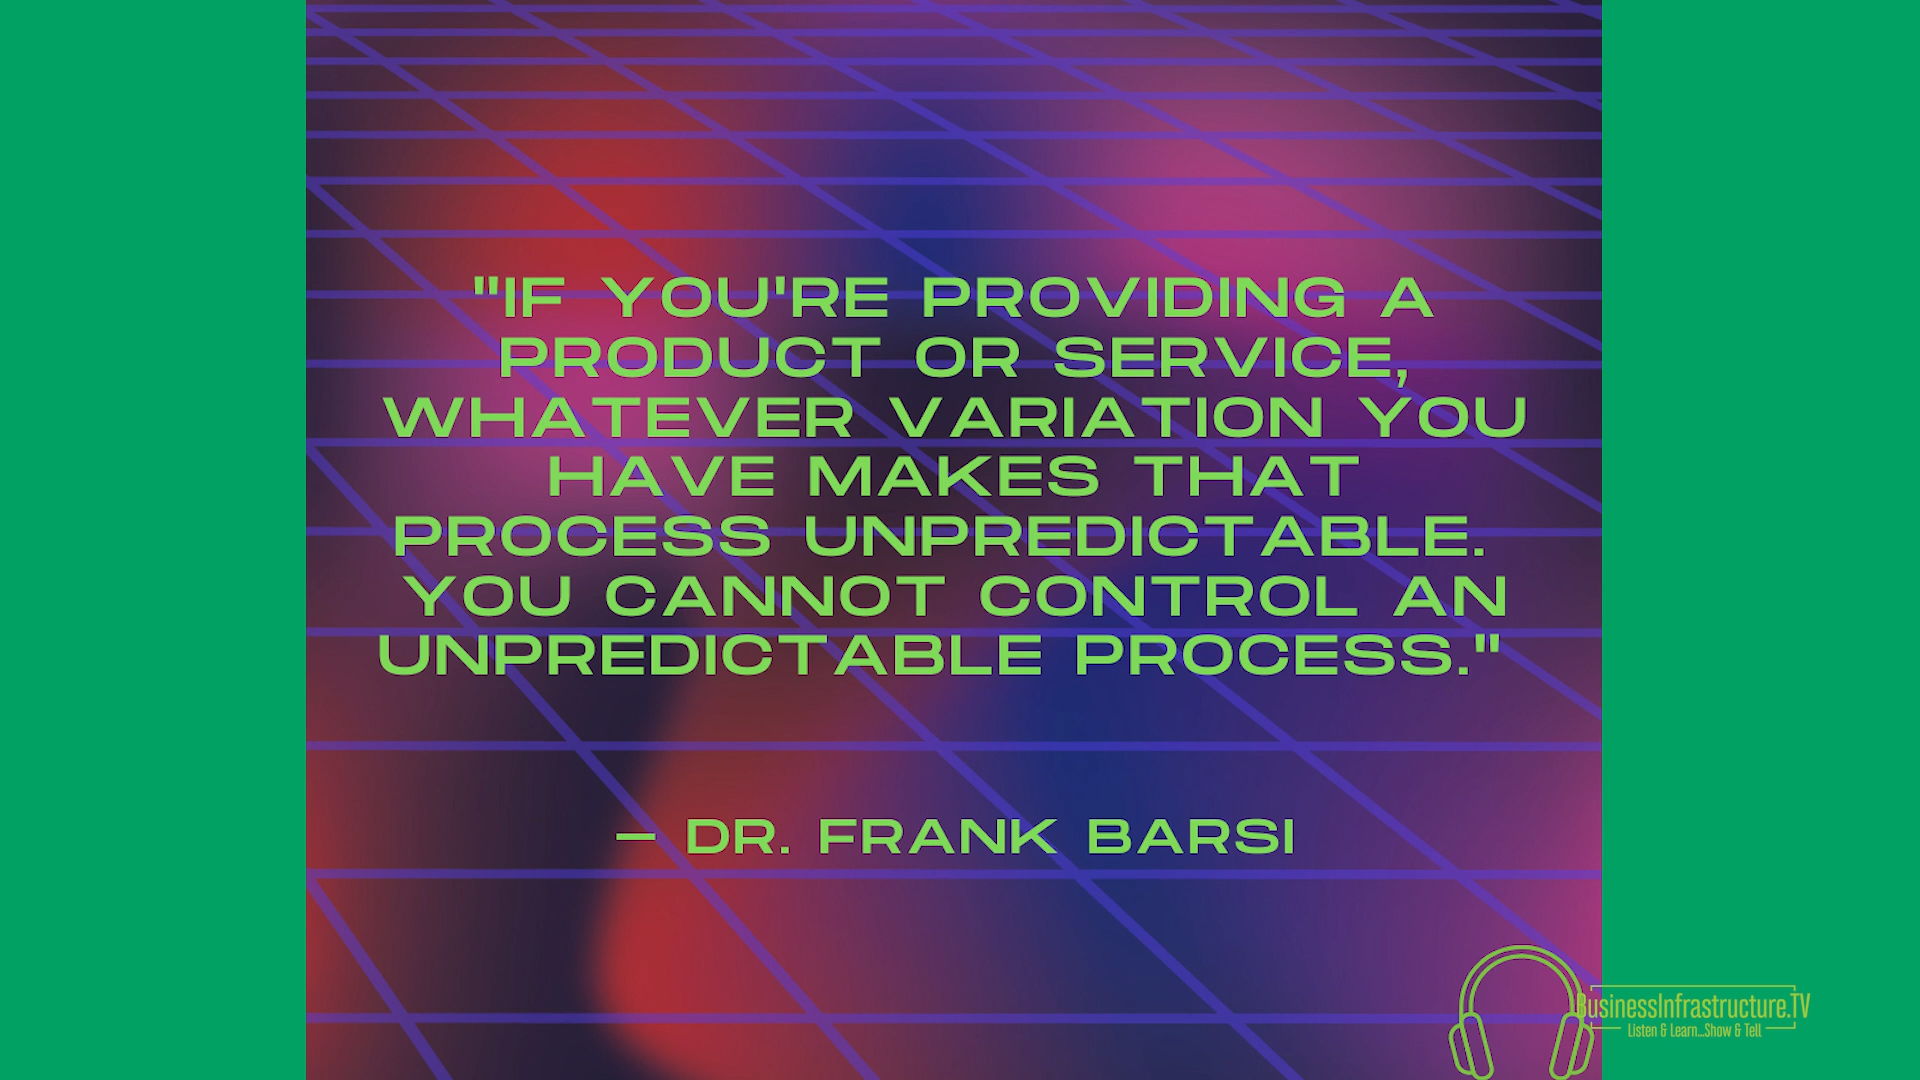 "IF YOU'RE PROVIDING A
PRODUCT OR SERVICE,
WHATEVER VARIATION YOU
HAVE MAKES THAT
PROCESS UNPREDICTABLE.
YOU CANNOT CONTROL AN
UNPREDICTABLE PROCESS."
— DR. FRANK BARSI
BusinessInfrastructure.TV
Listen & Learn...Show & Tell